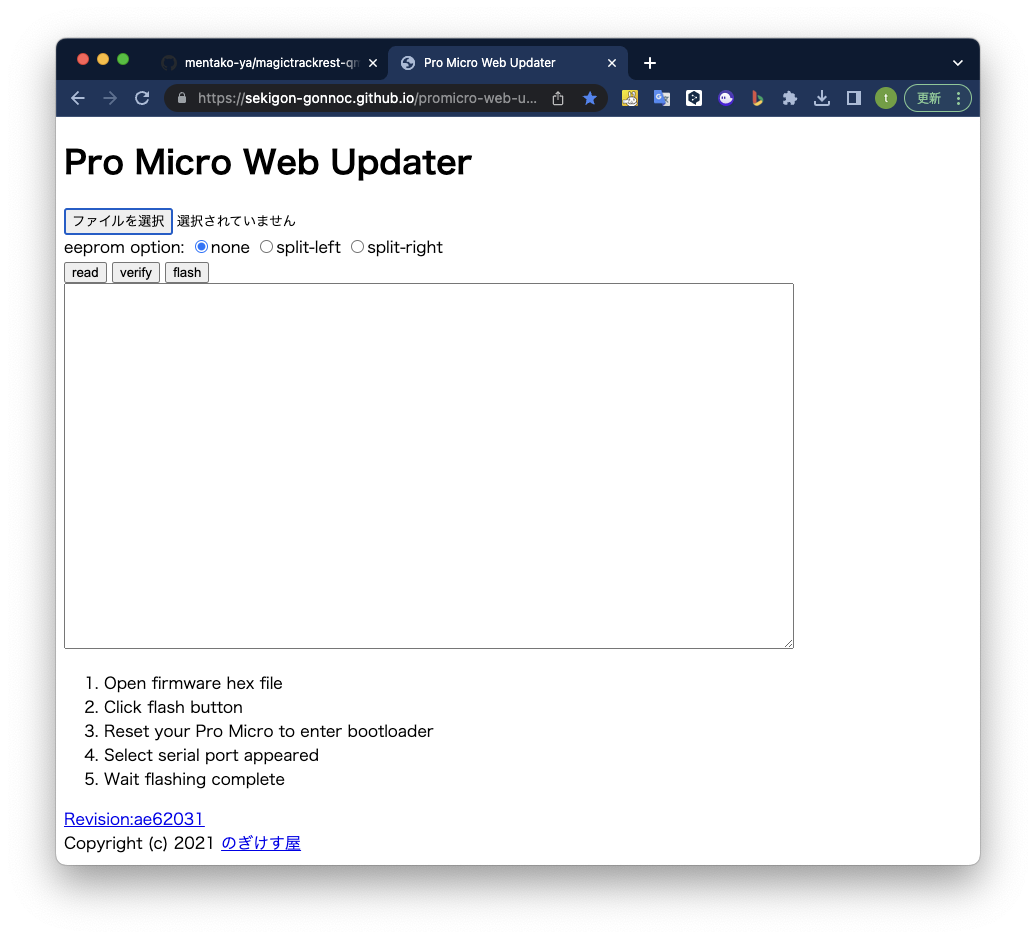 mentako-ya/magictrackrest-qm
Pro Micro Web Updater
https://sekigon-gonnoc.github.io/promicro-web-u...
t
更新
Pro Micro Web Updater
ファイルを選択 選択されていません
eeprom option: none split-left split-right
read verify flash
1. Open firmware hex file
2. Click flash button
3. Reset your Pro Micro to enter bootloader
4. Select serial port appeared
5. Wait flashing complete
Revision:ae62031
Copyright (c) 2021 のぎけす屋